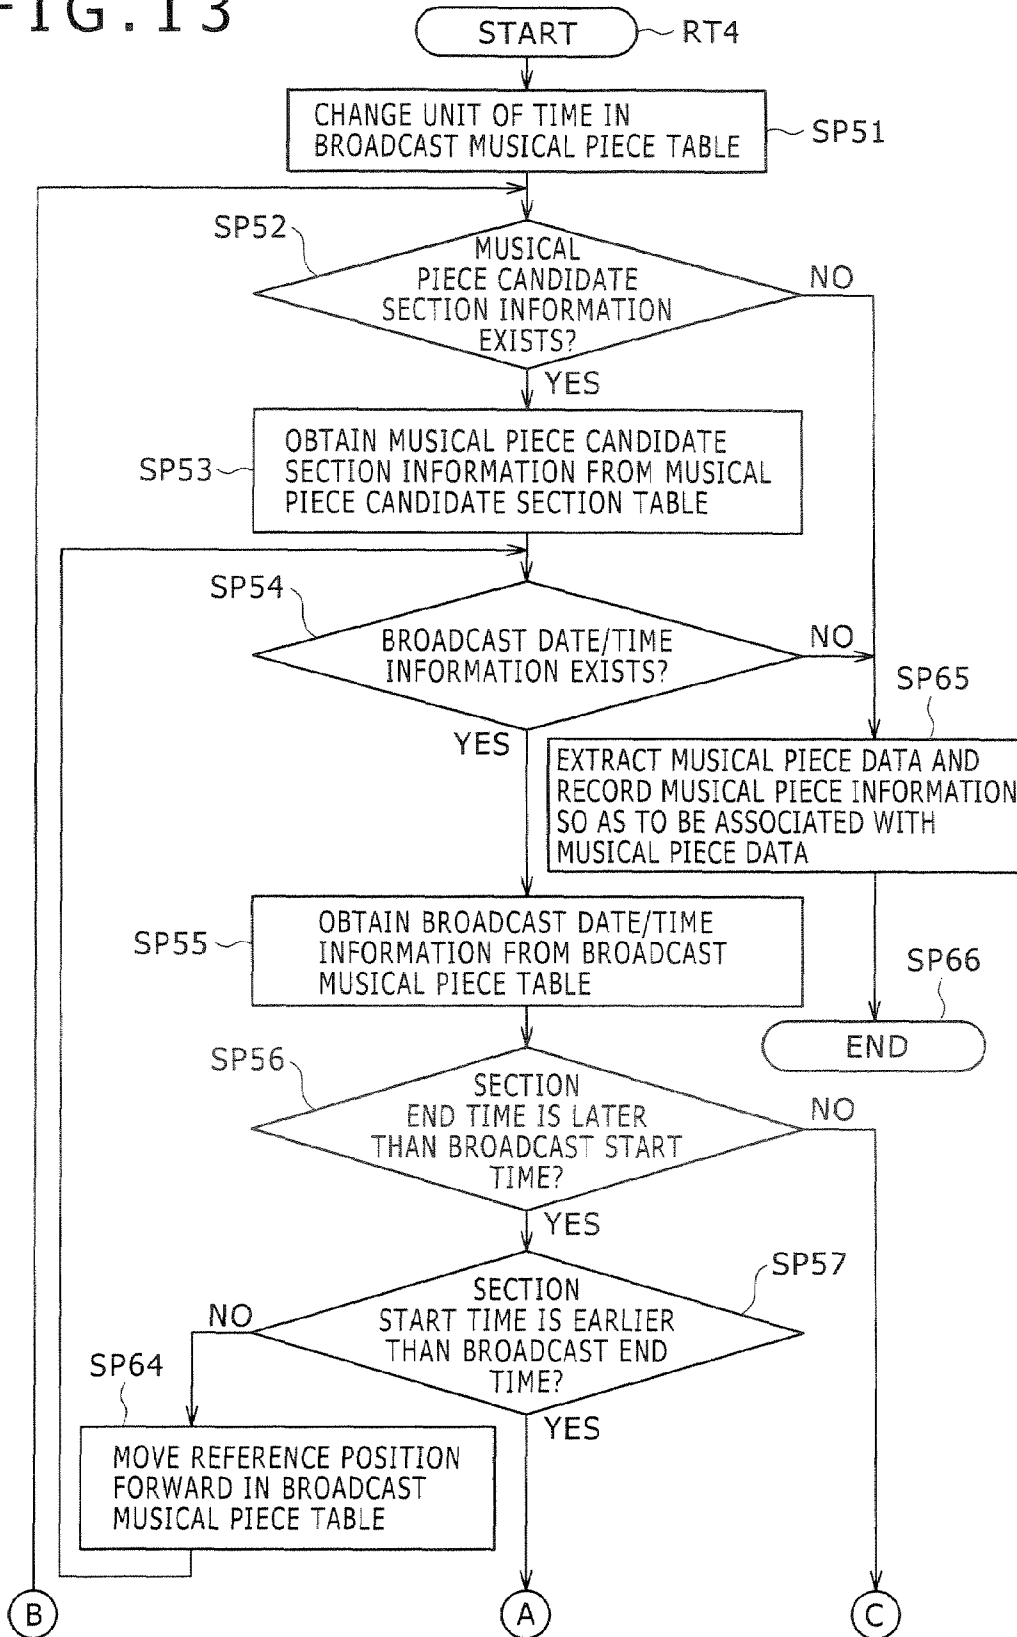 FIG.13
START
RT4
CHANGE UNIT OF TIME IN
BROADCAST MUSICAL PIECE TABLE
SP51
SP52
MUSICAL
PIECE CANDIDATE
SECTION INFORMATION
EXISTS?
NO
YES
SP53
OBTAIN MUSICAL PIECE CANDIDATE
SECTION INFORMATION FROM MUSICAL
PIECE CANDIDATE SECTION TABLE
SP54
BROADCAST DATE/TIME
INFORMATION EXISTS?
NO
YES
SP65
EXTRACT MUSICAL PIECE DATA AND
RECORD MUSICAL PIECE INFORMATION
SO AS TO BE ASSOCIATED WITH
MUSICAL PIECE DATA
SP55
OBTAIN BROADCAST DATE/TIME
INFORMATION FROM BROADCAST
MUSICAL PIECE TABLE
SP66
END
SP56
SECTION
END TIME IS LATER
THAN BROADCAST START
TIME?
NO
YES
SP57
SECTION
START TIME IS EARLIER
THAN BROADCAST END
TIME?
NO
YES
SP64
MOVE REFERENCE POSITION
FORWARD IN BROADCAST
MUSICAL PIECE TABLE
B
A
C